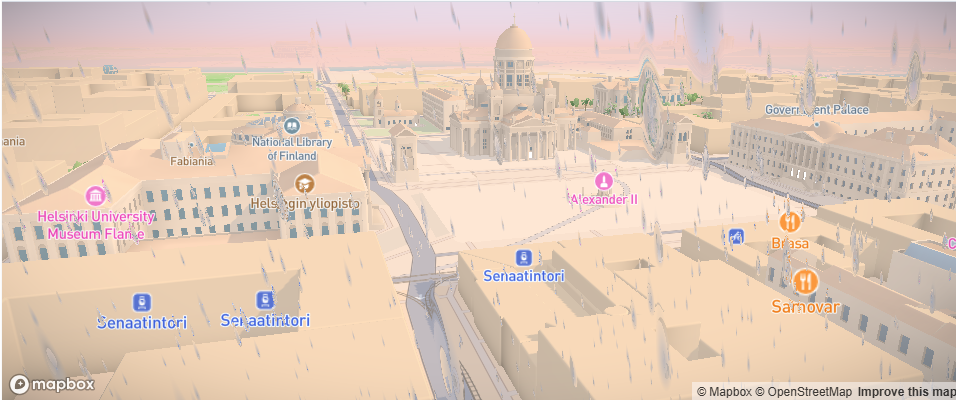 Government Palace
National Library
of Finland
Fabiania
Alexander II
Helsingin yliopisto
Helsinki University
Museum Flame
Brasa
Senaatintori
Samovar
Senaatintori
Senaatintori
mapbox
© Mapbox © OpenStreetMap Improve this map